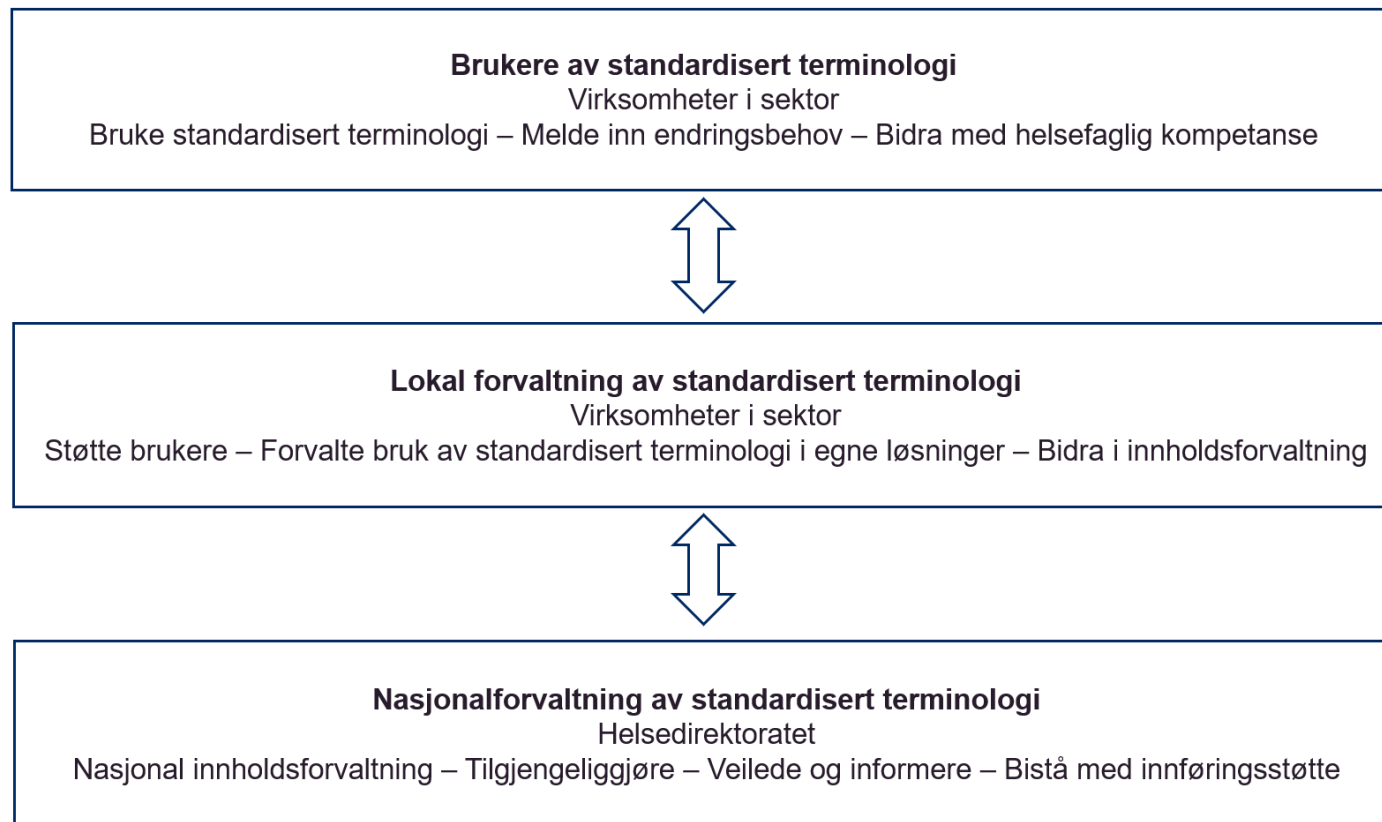 Brukere av standardisert terminologi
Virksomheter i sektor
Bruke standardisert terminologi – Melde inn endringsbehov – Bidra med helsefaglig kompetanse
Lokal forvaltning av standardisert terminologi
Virksomheter i sektor
Støtte brukere – Forvalte bruk av standardisert terminologi i egne løsninger – Bidra i innholdsforvaltning
Nasjonalforvaltning av standardisert terminologi
Helsedirektoratet
Nasjonal innholdsforvaltning – Tilgjengeliggjøre – Veilede og informere – Bistå med innføringsstøtte